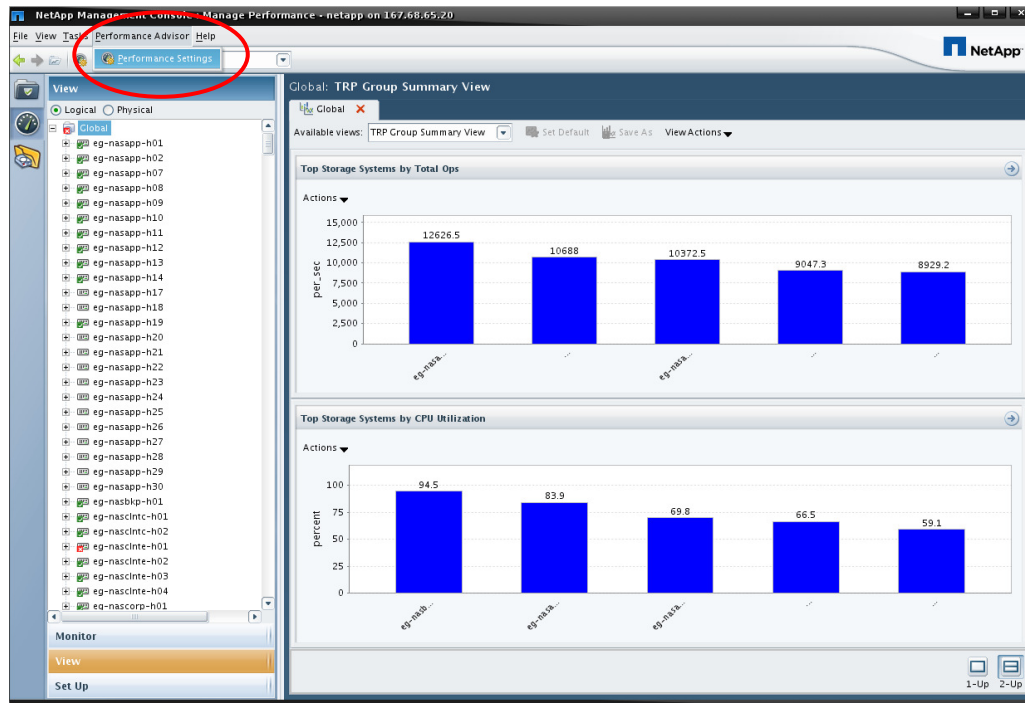 NetApp Management Console - Manage Performance - netapp on 167.68.65.20
File View Tasks Performance Advisor Help
Performance Settings
NetApp
View
Logical Physical
Global
eg-nasapp-h01
eg-nasapp-h02
eg-nasapp-h07
eg-nasapp-h08
eg-nasapp-h09
eg-nasapp-h10
eg-nasapp-h11
eg-nasapp-h12
eg-nasapp-h13
eg-nasapp-h14
eg-nasapp-h17
eg-nasapp-h18
eg-nasapp-h19
eg-nasapp-h20
eg-nasapp-h21
eg-nasapp-h22
eg-nasapp-h23
eg-nasapp-h24
eg-nasapp-h25
eg-nasapp-h26
eg-nasapp-h27
eg-nasapp-h28
eg-nasapp-h29
eg-nasapp-h30
eg-nasbkp-h01
eg-nasclntc-h01
eg-nasclntc-h02
eg-nasclnte-h01
eg-nasclnte-h02
eg-nasclnte-h03
eg-nasclnte-h04
eg-nascorp-h01
Monitor
View
Set Up
Global: TRP Group Summary View
Global
Available views: TRP Group Summary View Set Default Save As View Actions
Top Storage Systems by Total Ops
Actions
per_sec
15,000
12,500
10,000
7,500
5,000
2,500
0
12626.5
10688
10372.5
9047.3
8929.2
eg-nasa...
...
eg-nasa...
...
...
Top Storage Systems by CPU Utilization
Actions
percent
100
75
50
25
0
94.5
83.9
69.8
66.5
59.1
eg-nasb...
eg-nasa...
eg-nasa...
...
...
1-Up 2-Up